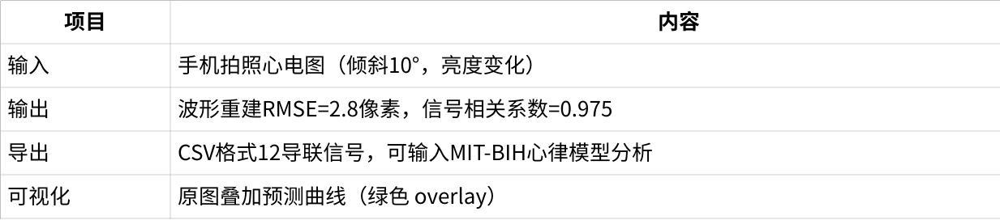 项目 内容
输入 手机拍照心电图（倾斜10°，亮度变化）
输出 波形重建RMSE=2.8像素，信号相关系数=0.975
导出 CSV格式12导联信号，可输入MIT-BIH心律模型分析
可视化 原图叠加预测曲线（绿色 overlay）